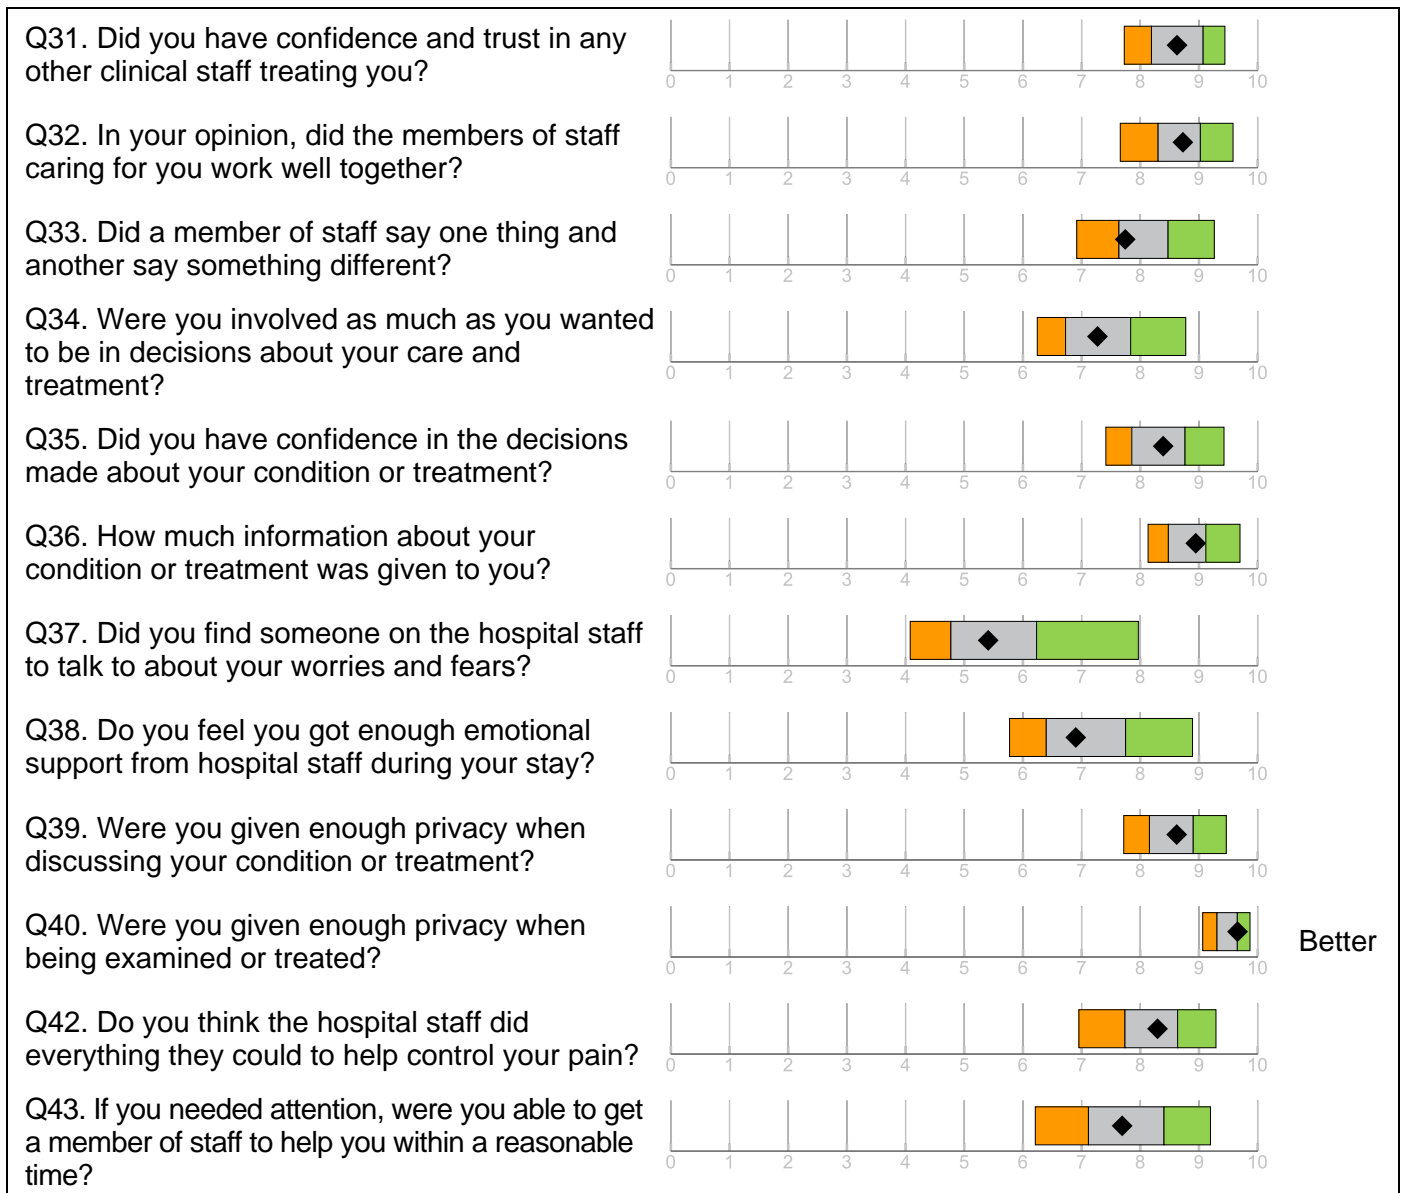 Q31. Did you have confidence and trust in any
other clinical staff treating you?
0 1 2 3 4 5 6 7 8 9 10
Q32. In your opinion, did the members of staff
caring for you work well together?
0 1 2 3 4 5 6 7 8 9 10
Q33. Did a member of staff say one thing and
another say something different?
0 1 2 3 4 5 6 7 8 9 10
Q34. Were you involved as much as you wanted
to be in decisions about your care and
treatment?
0 1 2 3 4 5 6 7 8 9 10
Q35. Did you have confidence in the decisions
made about your condition or treatment?
0 1 2 3 4 5 6 7 8 9 10
Q36. How much information about your
condition or treatment was given to you?
0 1 2 3 4 5 6 7 8 9 10
Q37. Did you find someone on the hospital staff
to talk to about your worries and fears?
0 1 2 3 4 5 6 7 8 9 10
Q38. Do you feel you got enough emotional
support from hospital staff during your stay?
0 1 2 3 4 5 6 7 8 9 10
Q39. Were you given enough privacy when
discussing your condition or treatment?
0 1 2 3 4 5 6 7 8 9 10
Q40. Were you given enough privacy when
being examined or treated?
0 1 2 3 4 5 6 7 8 9 10
Better
Q42. Do you think the hospital staff did
everything they could to help control your pain?
0 1 2 3 4 5 6 7 8 9 10
Q43. If you needed attention, were you able to get
a member of staff to help you within a reasonable
time?
0 1 2 3 4 5 6 7 8 9 10